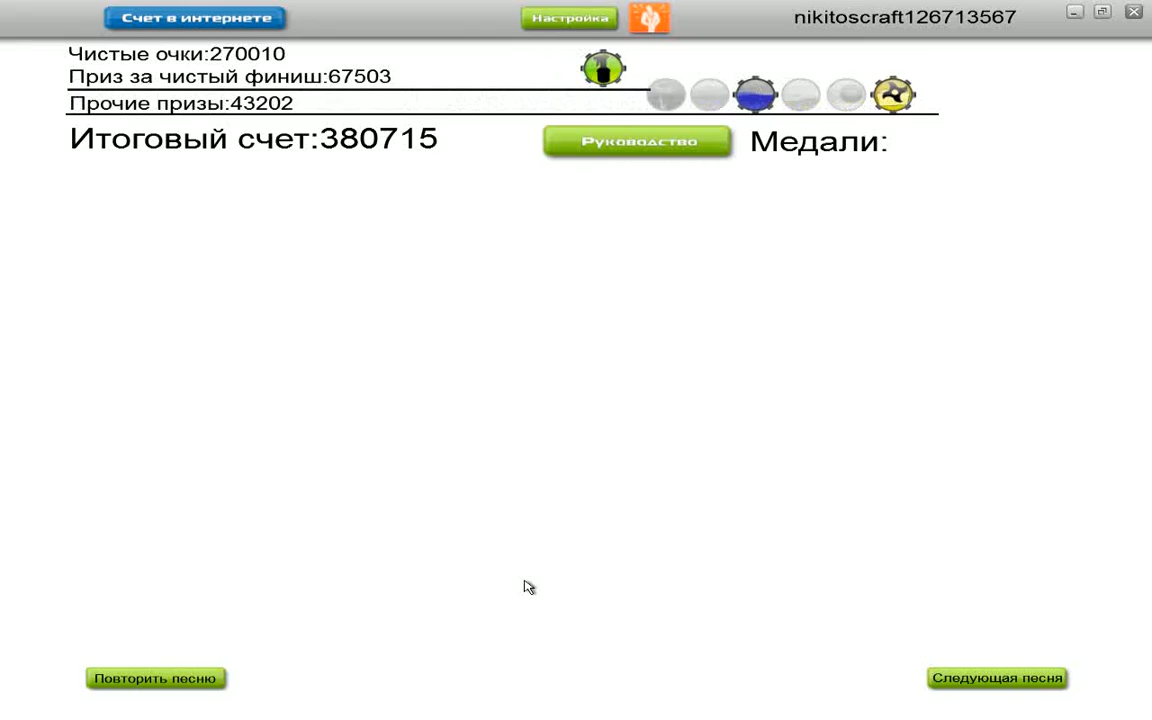 Счет в интернете
Настройка
nikitoscraft126713567
Чистые очки:270010
Приз за чистый финиш:67503
Прочие призы:43202
Итоговый счет:380715
Руководство
Медали:
Повторить песню
Следующая песня